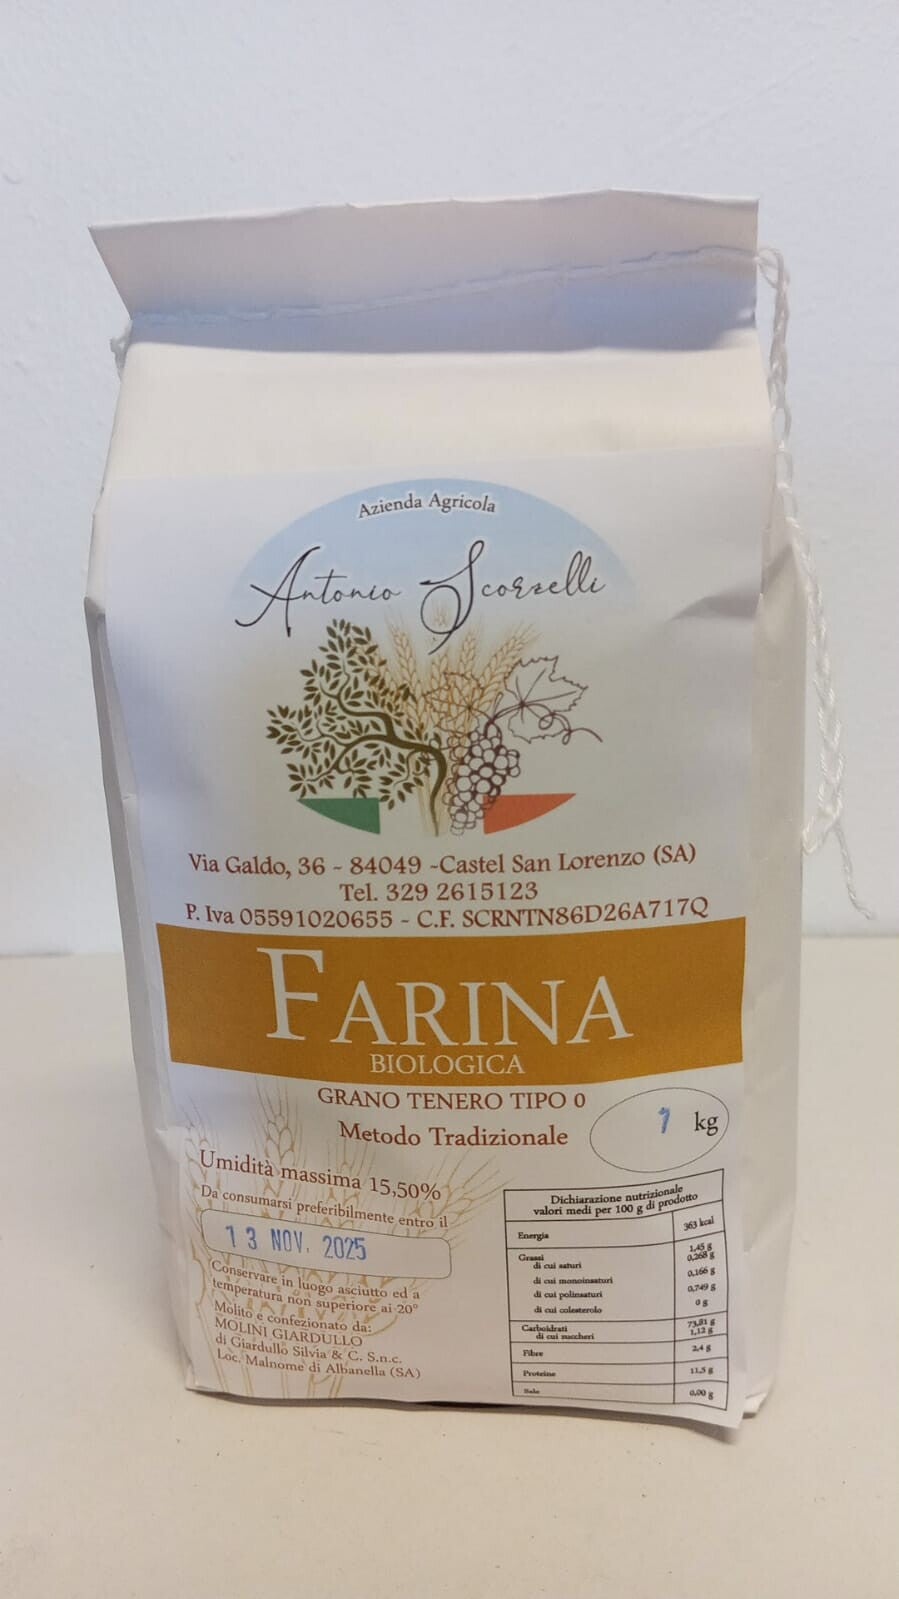 Azienda Agricola
Antonio Scorzelli
Via Galdo, 36 - 84049 -Castel San Lorenzo (SA)
Tel. 329 2615123
P. Iva 05591020655 - C.F. SCRNTN86D26A717Q
FARINA
BIOLOGICA
GRANO TENERO TIPO 0
Metodo Tradizionale
1 kg
Umidità massima 15,50%
Da consumarsi preferibilmente entro il
13 NOV. 2025
Conservare in luogo asciutto ed a
temperatura non superiore ai 20°
Molito e confezionato da:
MOLINI GIARDULLO
di Giardullo Silvia & C. S.n.c.
Loc. Malnome di Albanella (SA)
Dichiarazione nutrizionale
valori medi per 100 g di prodotto
Energia 363 kcal
Grassi 1,45 g
di cui saturi 0,268 g
di cui monoinsaturi 0,166 g
di cui polinsaturi 0,749 g
di cui colesterolo 0 g
Carboidrati 73,81 g
di cui zuccheri 1,12 g
Fibre 2,4 g
Proteine 11,5 g
Sale 0,00 g